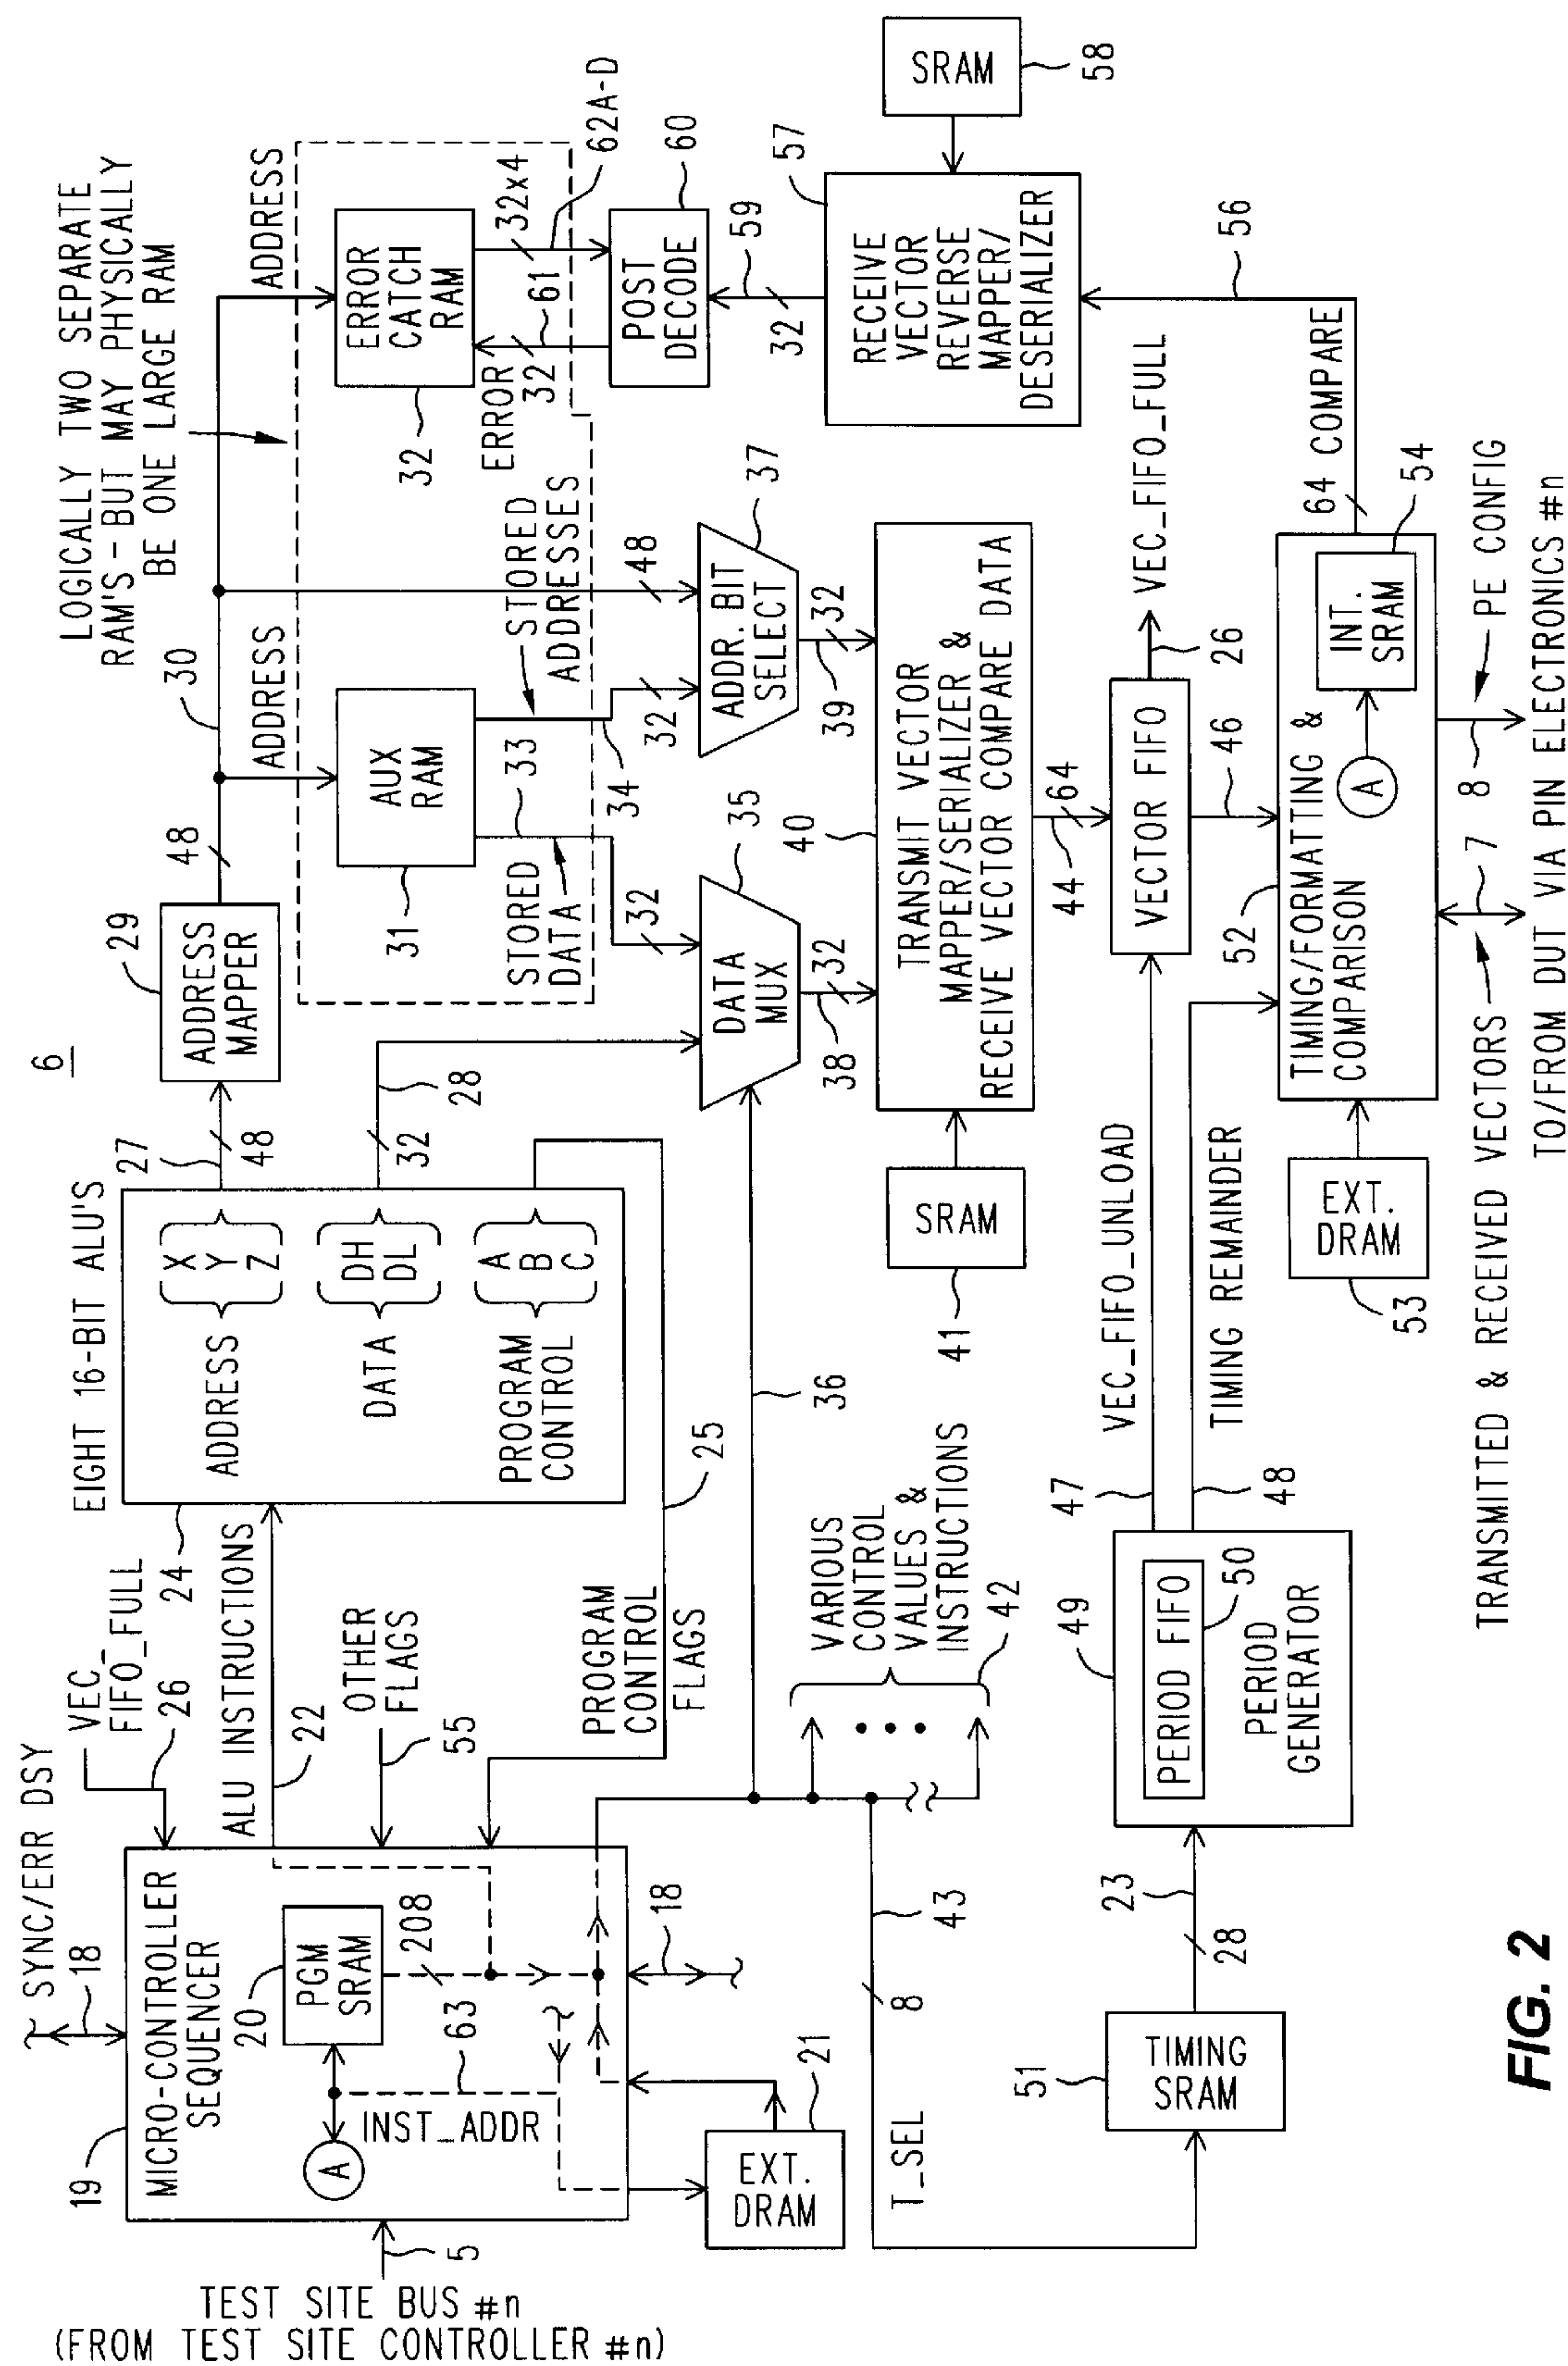 6
SYNC/ERR DSY
18
VEC_
FIFO_FULL
26
19
MICRO-CONTROLLER
SEQUENCER
20
PGM
SRAM
208
63
INST_ADDR
A
TEST SITE BUS #n
(FROM TEST SITE CONTROLLER #n)
5
18
EXT.
DRAM
21
ALU INSTRUCTIONS
22
OTHER
FLAGS
55
PROGRAM
CONTROL
FLAGS
25
EIGHT 16-BIT ALU'S
24
ADDRESS
X
Y
Z
DATA
DH
DL
PROGRAM
CONTROL
A
B
C
27
48
32
28
29
ADDRESS
MAPPER
48
30
LOGICALLY TWO SEPARATE
RAM'S - BUT MAY PHYSICALLY
BE ONE LARGE RAM
ADDRESS
ADDRESS
AUX
RAM
31
STORED
DATA
33
34
STORED
ADDRESSES
ERROR
CATCH
RAM
32
ERROR
32
61
32x4
62A-D
POST
DECODE
60
32
59
32
32
48
DATA
MUX
35
36
38
32
ADDR. BIT
SELECT
37
39
32
TRANSMIT VECTOR
MAPPER/SERIALIZER &
RECEIVE VECTOR COMPARE DATA
40
SRAM
41
RECEIVE
VECTOR
REVERSE
MAPPER/
DESERIALIZER
57
SRAM
58
VARIOUS
CONTROL
VALUES &
INSTRUCTIONS
42
43
8
T_SEL
44
64
VECTOR FIFO
VEC_FIFO_FULL
26
46
VEC_FIFO_UNLOAD
47
TIMING REMAINDER
48
49
PERIOD FIFO
50
PERIOD
GENERATOR
23
28
TIMING
SRAM
51
52
TIMING/FORMATTING &
COMPARISON
A
INT.
SRAM
54
64 COMPARE
56
EXT.
DRAM
53
7
8
PE CONFIG
TRANSMITTED & RECEIVED VECTORS
TO/FROM DUT VIA PIN ELECTRONICS #n
FIG. 2